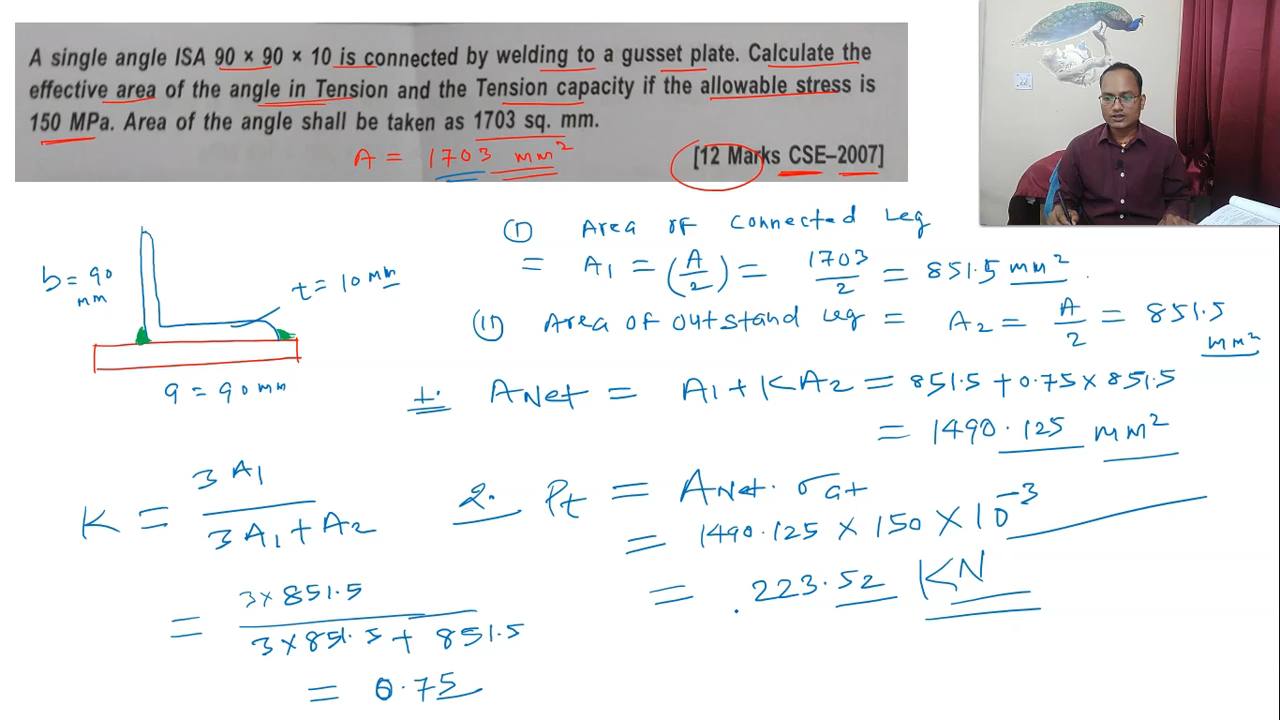 A single angle ISA 90 × 90 × 10 is connected by welding to a gusset plate. Calculate the
effective area of the angle in Tension and the Tension capacity if the allowable stress is
150 MPa. Area of the angle shall be taken as 1703 sq. mm.
A = 1703 mm²
[12 Marks CSE–2007]
(I) Area of Connected Leg
= A1 = (A/2) = 1703/2 = 851.5 mm².
(II) Area of outstand leg = A2 = A/2 = 851.5 mm²
b = 90 mm
t = 10 mm
a = 90 mm
1. ANet = A1 + KA2 = 851.5 + 0.75 × 851.5
= 1490.125 mm²
K = 3A1 / 3A1 + A2
= 3×851.5 / 3×851.5 + 851.5
= 0.75
2. Pt = ANet. σat
= 1490.125 × 150 × 10⁻³
= 223.52 KN